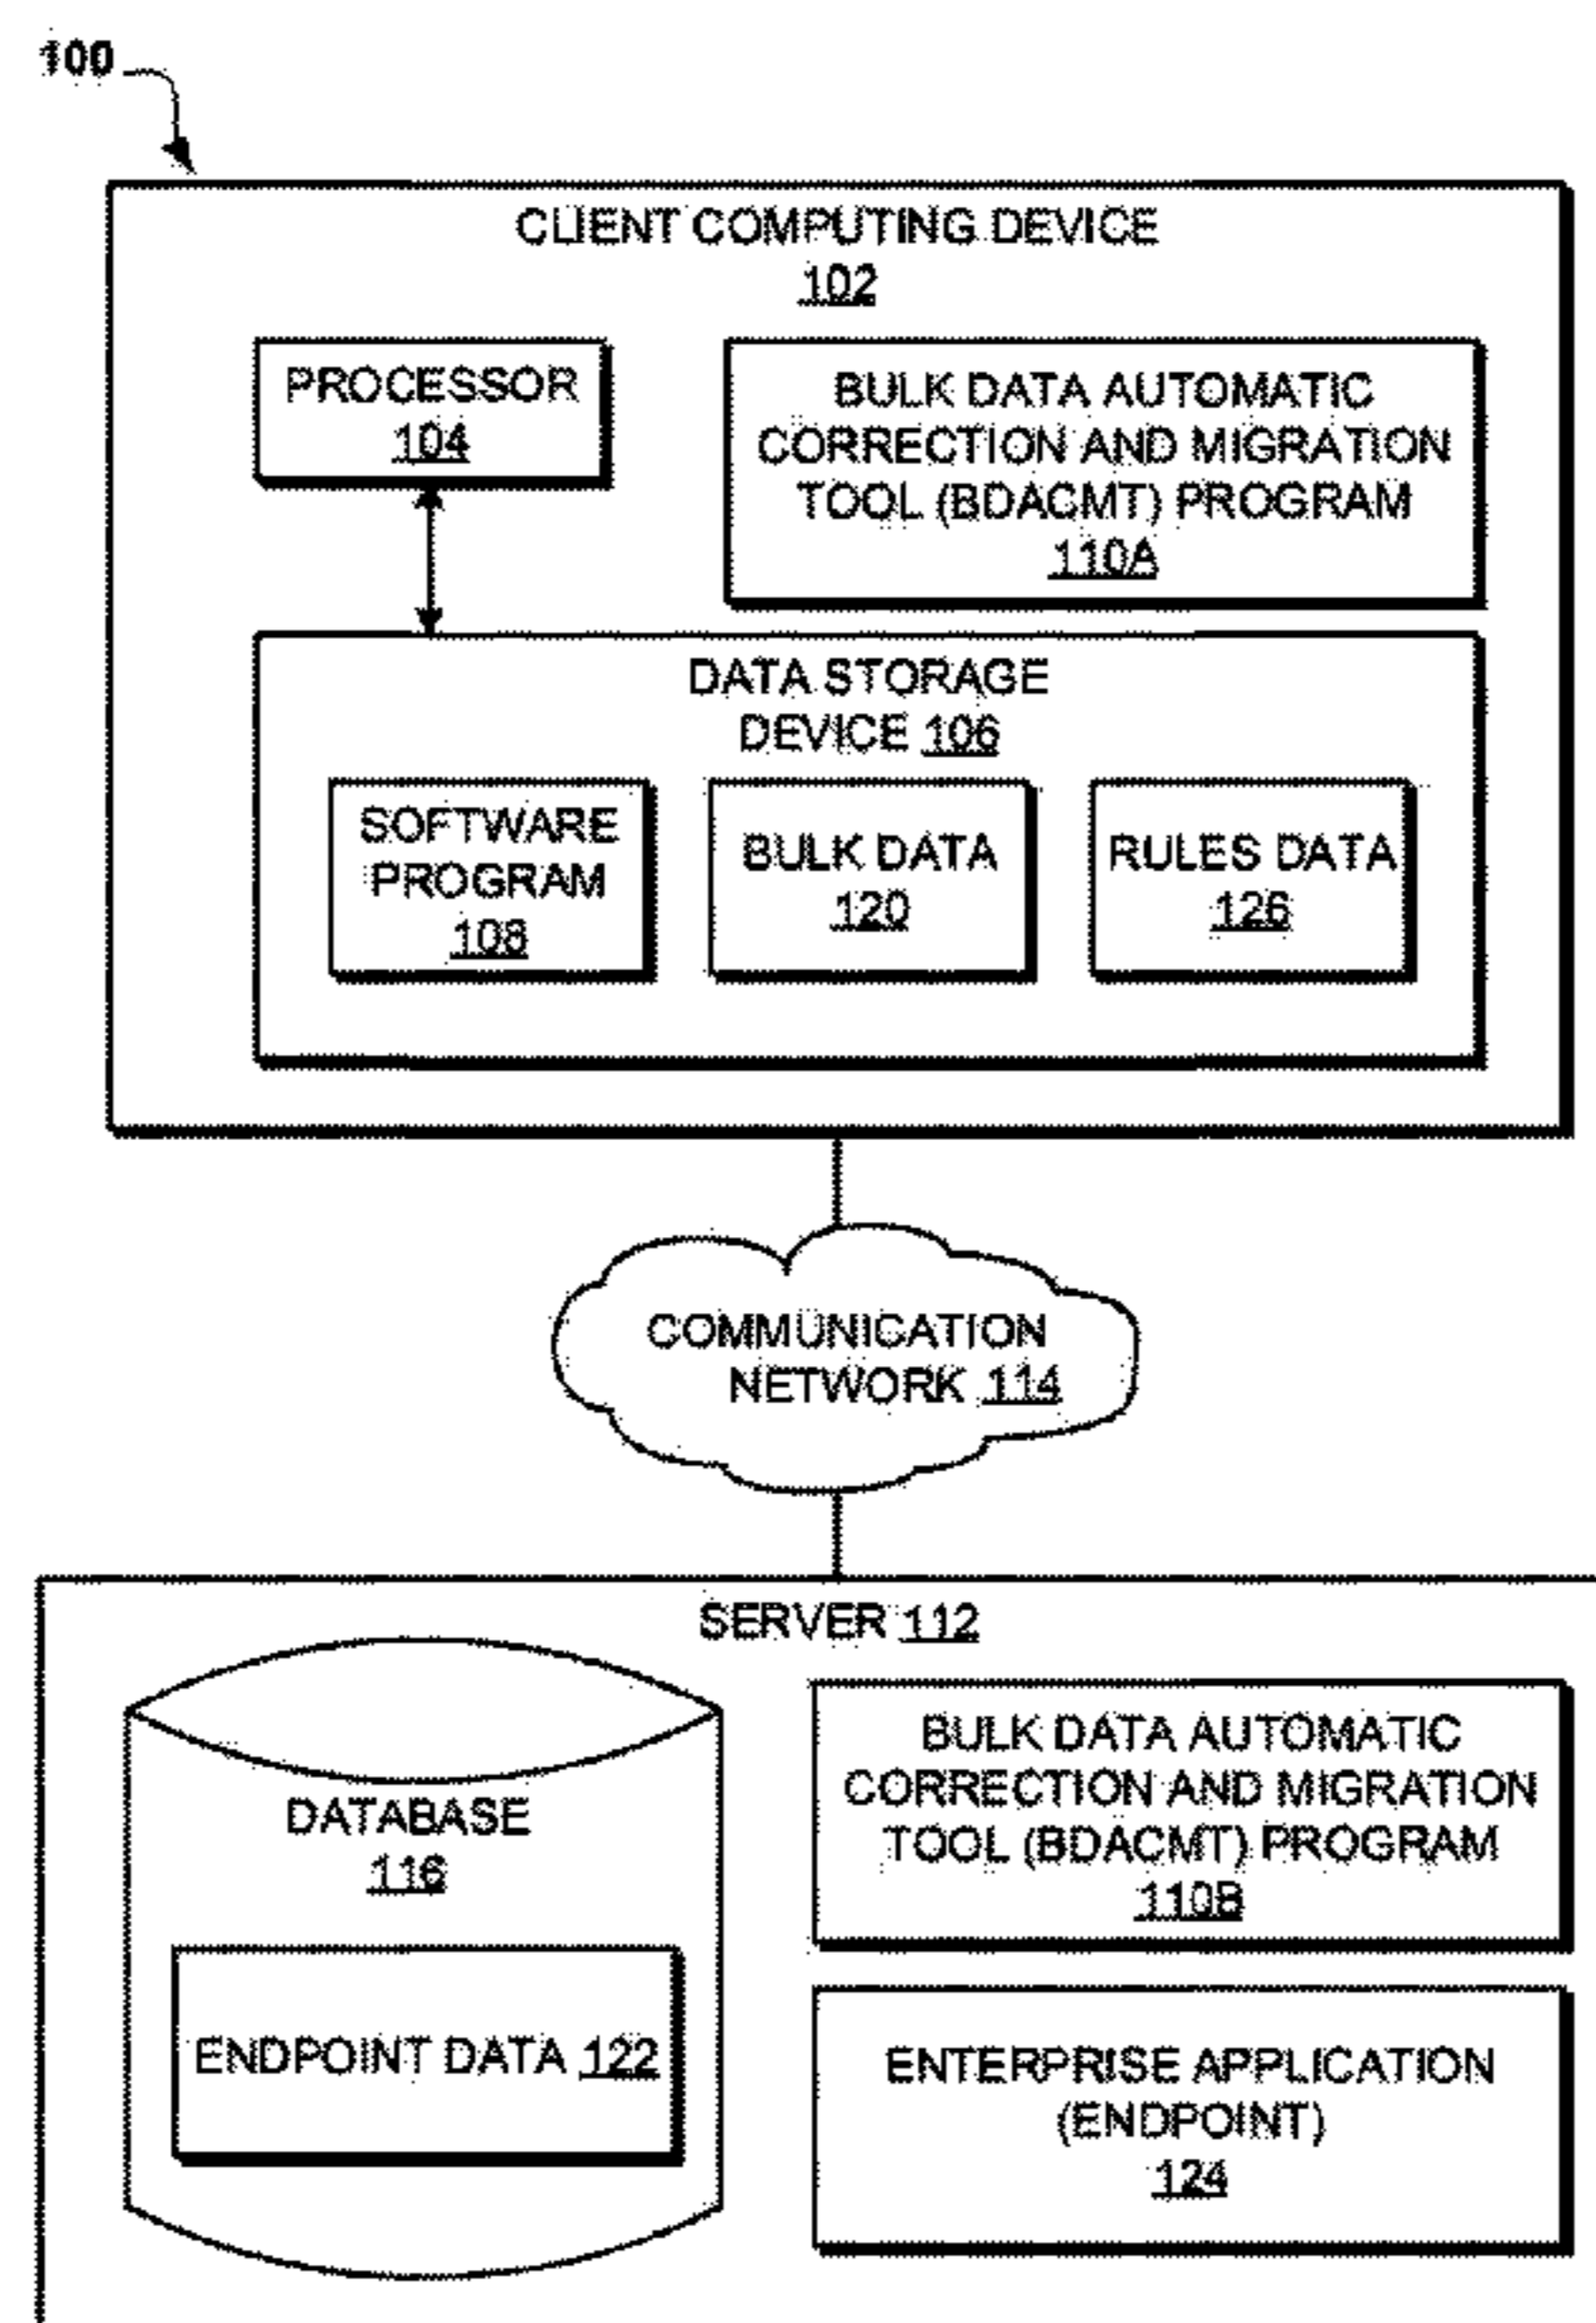 100
CLIENT COMPUTING DEVICE
102
PROCESSOR
104
BULK DATA AUTOMATIC
CORRECTION AND MIGRATION
TOOL (BDACMT) PROGRAM
110A
DATA STORAGE
DEVICE 106
SOFTWARE
PROGRAM
108
BULK DATA
120
RULES DATA
126
COMMUNICATION
NETWORK 114
SERVER 112
DATABASE
116
ENDPOINT DATA 122
BULK DATA AUTOMATIC
CORRECTION AND MIGRATION
TOOL (BDACMT) PROGRAM
110B
ENTERPRISE APPLICATION
(ENDPOINT)
124